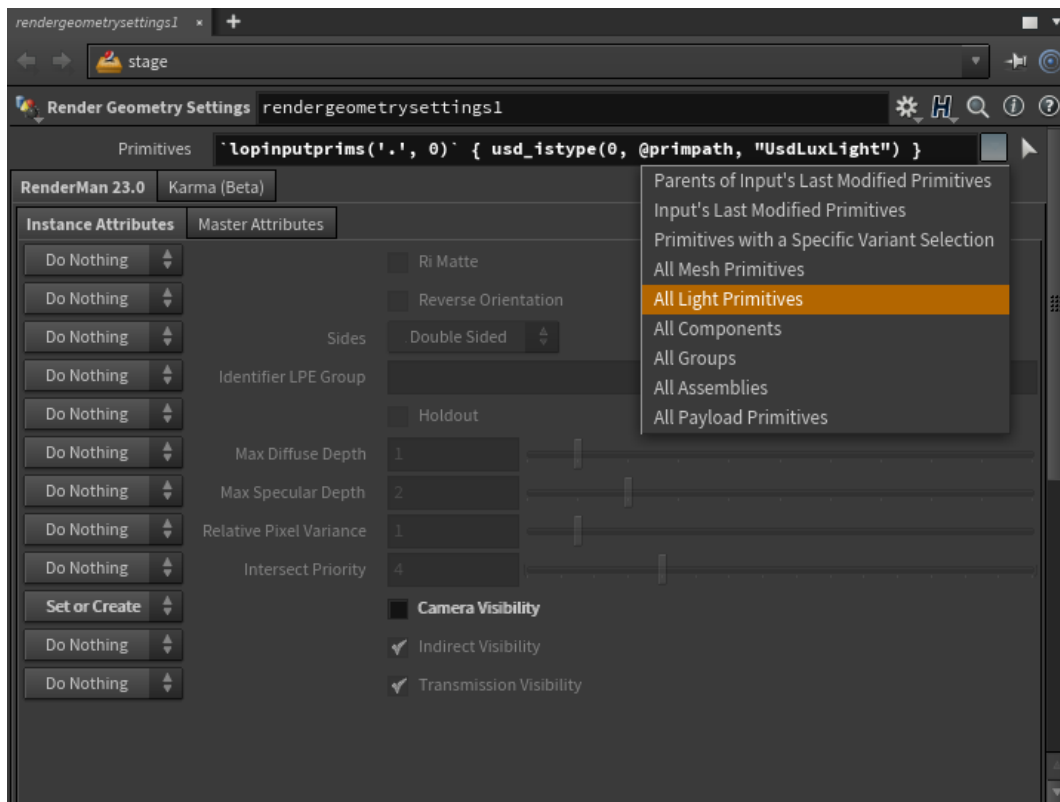 rendergeometrysettings1 × +
stage
Render Geometry Settings rendergeometrysettings1
Primitives `lopinputprims('.', 0)` { usd_istype(0, @primpath, "UsdLuxLight") }
RenderMan 23.0 Karma (Beta)
Instance Attributes Master Attributes
Parents of Input's Last Modified Primitives
Input's Last Modified Primitives
Primitives with a Specific Variant Selection
All Mesh Primitives
All Light Primitives
All Components
All Groups
All Assemblies
All Payload Primitives
Do Nothing Ri Matte
Do Nothing Reverse Orientation
Do Nothing Sides Double Sided
Do Nothing Identifier LPE Group
Do Nothing Holdout
Do Nothing Max Diffuse Depth 1
Do Nothing Max Specular Depth 2
Do Nothing Relative Pixel Variance 1
Do Nothing Intersect Priority 4
Set or Create Camera Visibility
Do Nothing Indirect Visibility
Do Nothing Transmission Visibility